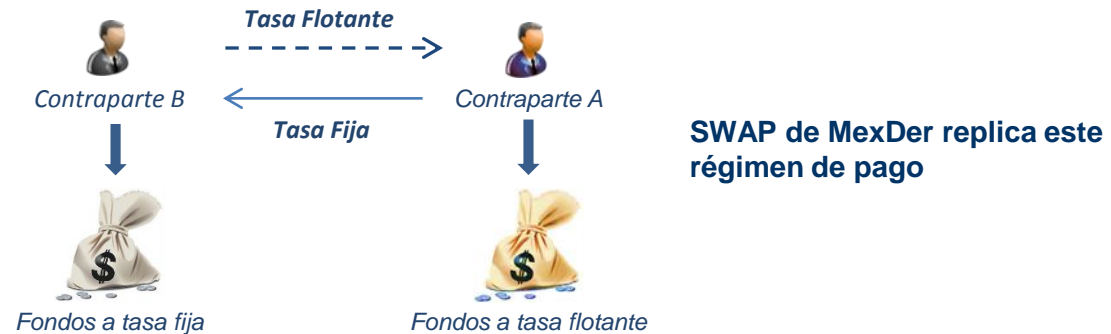 Tasa Flotante
Contraparte B
Contraparte A
Tasa Fija
SWAP de MexDer replica este
régimen de pago
$
$
Fondos a tasa fija
Fondos a tasa flotante